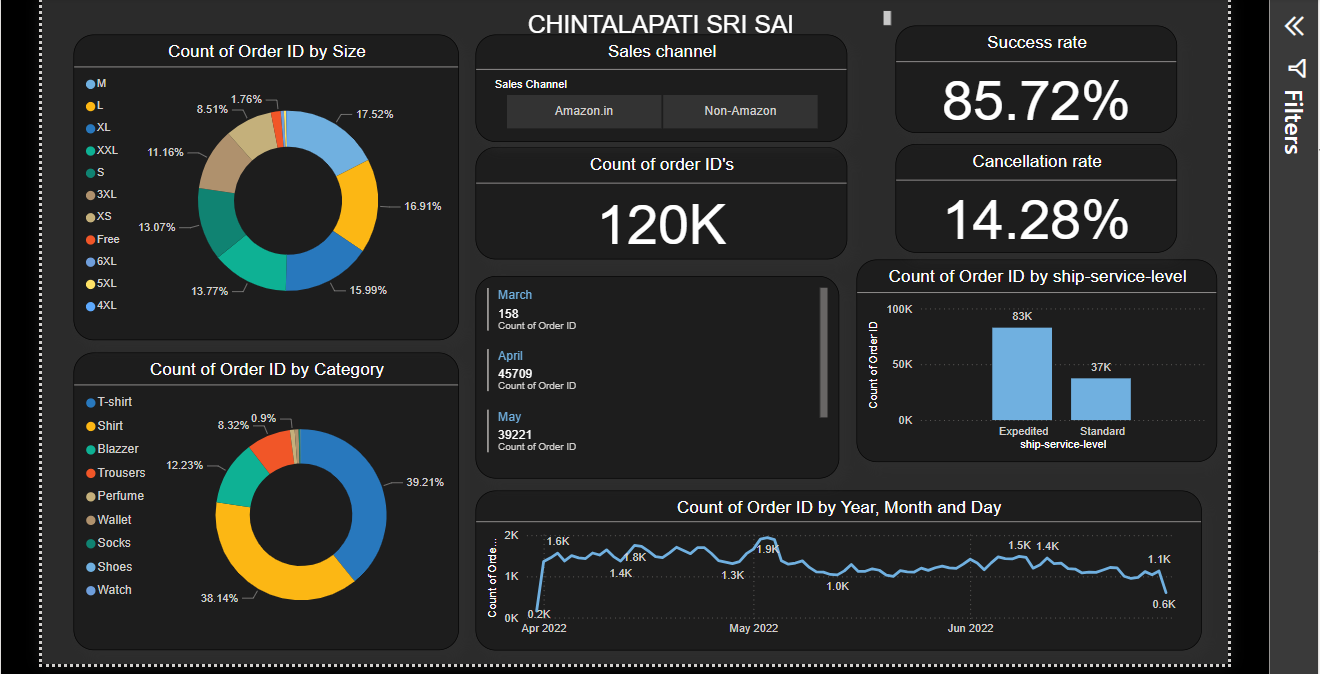 CHINTALAPATI SRI SAI
Count of Order ID by Size
M
L
XL
XXL
S
3XL
XS
Free
6XL
5XL
4XL
1.76%
8.51%
17.52%
11.16%
16.91%
13.07%
13.77%
15.99%
Sales channel
Sales Channel
Amazon.in
Non-Amazon
Count of order ID's
120K
Success rate
85.72%
Cancellation rate
14.28%
Filters
March
158
Count of Order ID
April
45709
Count of Order ID
May
39221
Count of Order ID
Count of Order ID by ship-service-level
Count of Order ID
100K
50K
0K
83K
37K
Expedited
Standard
ship-service-level
Count of Order ID by Category
T-shirt
Shirt
Blazzer
Trousers
Perfume
Wallet
Socks
Shoes
Watch
0.9%
8.32%
12.23%
39.21%
38.14%
Count of Order ID by Year, Month and Day
Count of Orde...
2K
1K
0K
0.2K
1.6K
1.4K
1.8K
1.3K
1.9K
1.0K
1.5K
1.4K
1.1K
0.6K
Apr 2022
May 2022
Jun 2022